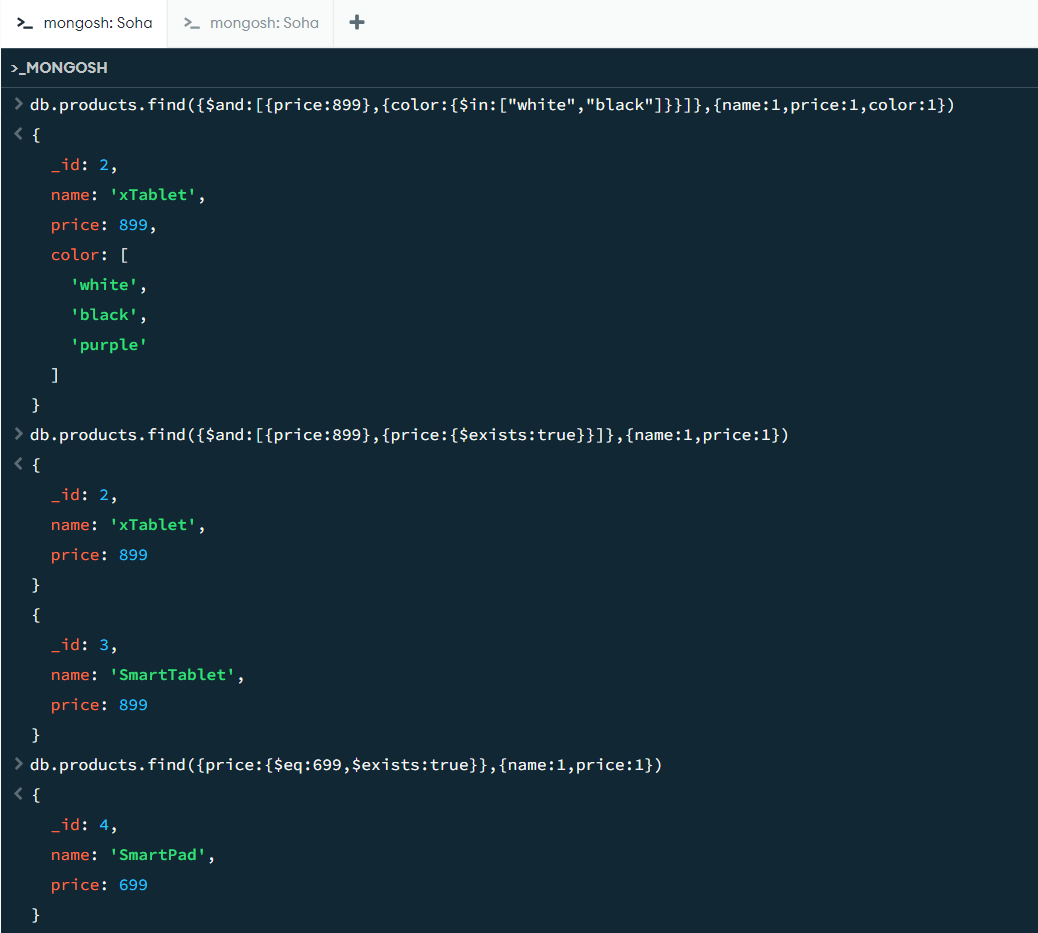 mongosh: Soha mongosh: Soha
>_MONGOSH
> db.products.find({$and:[{price:899},{color:{$in:["white","black"]}}]},{name:1,price:1,color:1})
< {
_id: 2,
name: 'xTablet',
price: 899,
color: [
'white',
'black',
'purple'
]
}
> db.products.find({$and:[{price:899},{price:{$exists:true}}]},{name:1,price:1})
< {
_id: 2,
name: 'xTablet',
price: 899
}
{
_id: 3,
name: 'SmartTablet',
price: 899
}
> db.products.find({price:{$eq:699,$exists:true}},{name:1,price:1})
< {
_id: 4,
name: 'SmartPad',
price: 699
}